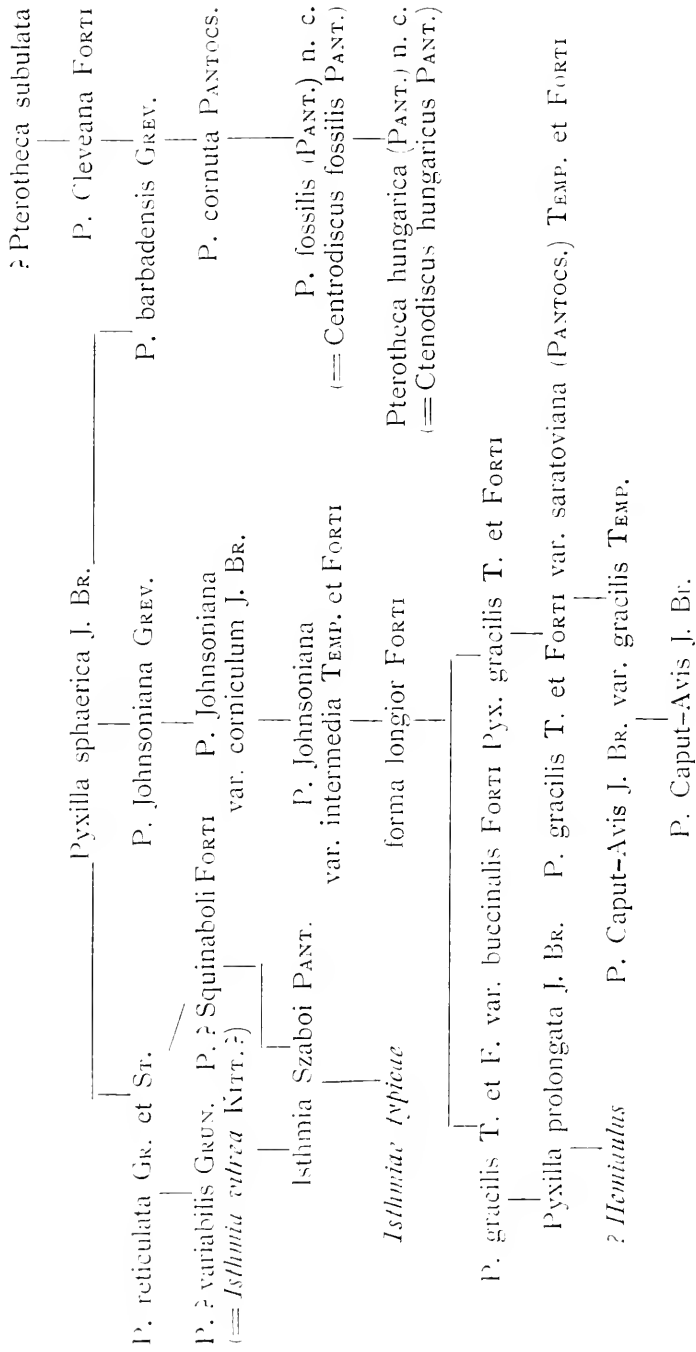 ? Pterotheca subulata
P. Cleveana FORTI
Pyxilla sphaerica J. BR.
P. barbadensis GREV.
P. reticulata GR. et ST.
P. Johnsoniana GREV.
P. cornuta PANTOCS.
P. ? variabilis GRUN. P. ? Squinaboli FORTI
(= Isthmia vitrea KITT. ?)
P. Johnsoniana
var. corniculum J. BR.
P. fossilis (PANT.) n. c.
(= Centrodiscus fossilis PANT.)
Isthmia Szaboi PANT.
P. Johnsoniana
var. intermedia TEMP. et FORTI
Pterotheca hungarica (PANT.) n. c.
(= Ctenodiscus hungaricus PANT.)
Isthmiae typicae
forma longior FORTI
P. gracilis T. et F. var. buccinalis FORTI Pyx. gracilis T. et FORTI
Pyxilla prolongata J. BR. P. gracilis T. et FORTI var. saratoviana (PANTOCS.) TEMP. et FORTI
? Hemiaulus
P. Caput-Avis J. BR. var. gracilis TEMP.
P. Caput-Avis J. BR.